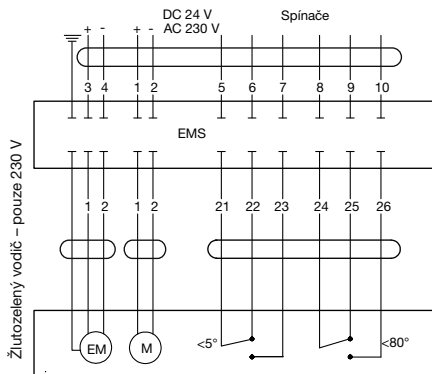 DC 24 V Spínače
AC 230 V
+ - + -
3 4 1 2 5 6 7 8 9 10
EMS
Žlutozelený vodič – pouze 230 V
1 2 1 2 21 22 23 24 25 26
EM M <5° <80°